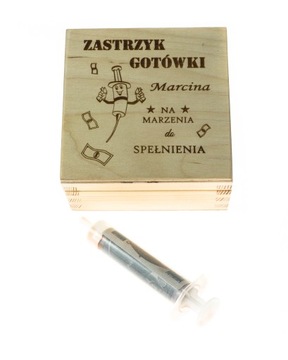 ZASTRZYK
GOTÓWKI
Marcina
★ NA ★
MARZENIA
do
SPEŁNIENIA